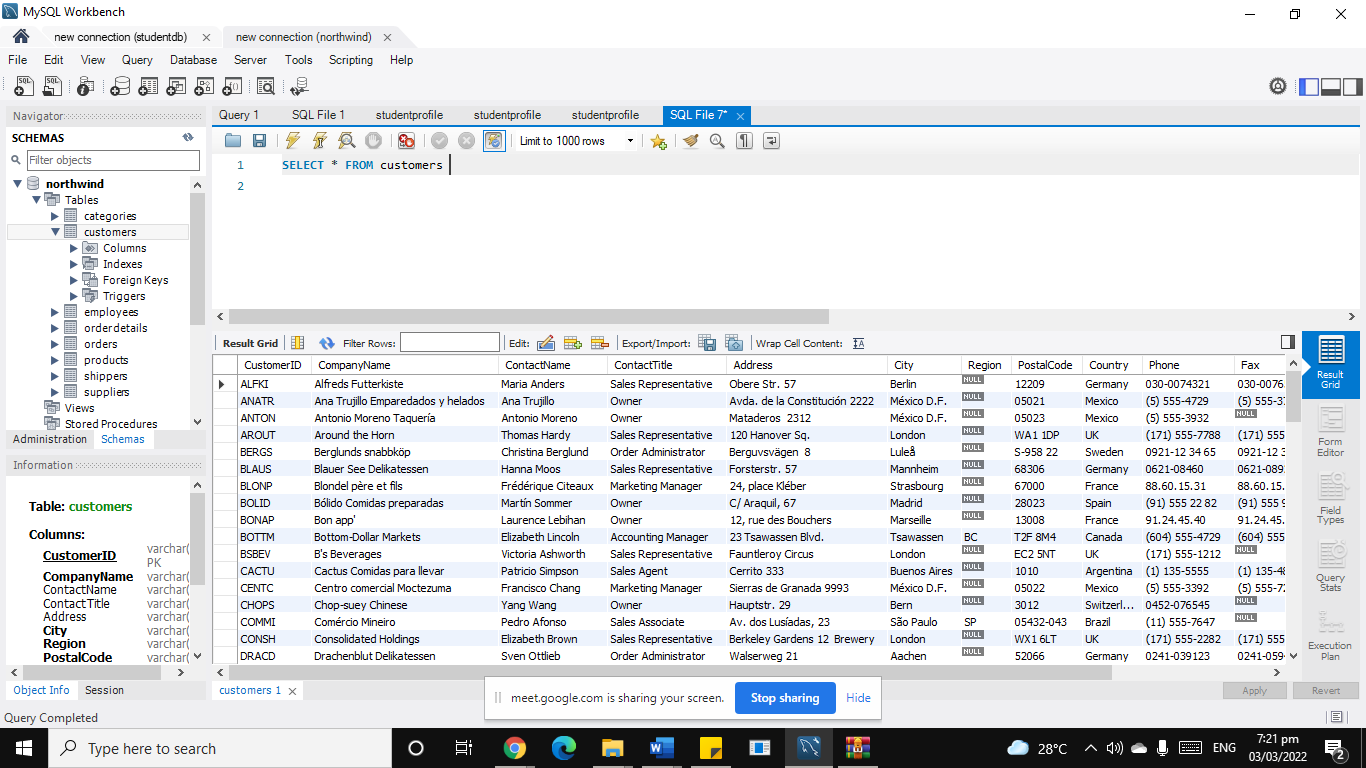 MySQL Workbench
new connection (studentdb) new connection (northwind)
File Edit View Query Database Server Tools Scripting Help
Navigator
SCHEMAS
Filter objects
northwind
Tables
categories
customers
Columns
Indexes
Foreign Keys
Triggers
employees
orderdetails
orders
products
shippers
suppliers
Views
Stored Procedures
Administration Schemas
Information
Table: customers
Columns:
CustomerID varchar(
PK
CompanyName varchar(
ContactName varchar(
ContactTitle varchar(
Address varchar(
City varchar(
Region varchar(
PostalCode varchar(
Object Info Session
Query 1 SQL File 1 studentprofile studentprofile studentprofile SQL File 7*
Limit to 1000 rows
1 SELECT * FROM customers
2
Result Grid Filter Rows: Edit: Export/Import: Wrap Cell Content:
CustomerID CompanyName ContactName ContactTitle Address City Region PostalCode Country Phone Fax
ALFKI Alfreds Futterkiste Maria Anders Sales Representative Obere Str. 57 Berlin NULL 12209 Germany 030-0074321 030-0076
ANATR Ana Trujillo Emparedados y helados Ana Trujillo Owner Avda. de la Constitución 2222 México D.F. NULL 05021 Mexico (5) 555-4729 (5) 555-3
ANTON Antonio Moreno Taquería Antonio Moreno Owner Mataderos 2312 México D.F. NULL 05023 Mexico (5) 555-3932 NULL
AROUT Around the Horn Thomas Hardy Sales Representative 120 Hanover Sq. London NULL WA1 1DP UK (171) 555-7788 (171) 555
BERGS Berglunds snabbköp Christina Berglund Order Administrator Berguvsvägen 8 Luleå NULL S-958 22 Sweden 0921-12 34 65 0921-12 3
BLAUS Blauer See Delikatessen Hanna Moos Sales Representative Forsterstr. 57 Mannheim NULL 68306 Germany 0621-08460 0621-089
BLONP Blondel père et fils Frédérique Citeaux Marketing Manager 24, place Kléber Strasbourg NULL 67000 France 88.60.15.31 88.60.15.
BOLID Bólido Comidas preparadas Martín Sommer Owner C/ Araquil, 67 Madrid NULL 28023 Spain (91) 555 22 82 (91) 555 9
BONAP Bon app' Laurence Lebihan Owner 12, rue des Bouchers Marseille NULL 13008 France 91.24.45.40 91.24.45.
BOTTM Bottom-Dollar Markets Elizabeth Lincoln Accounting Manager 23 Tsawassen Blvd. Tsawassen BC T2F 8M4 Canada (604) 555-4729 (604) 555
BSBEV B's Beverages Victoria Ashworth Sales Representative Fauntleroy Circus London NULL EC2 5NT UK (171) 555-1212 NULL
CACTU Cactus Comidas para llevar Patricio Simpson Sales Agent Cerrito 333 Buenos Aires NULL 1010 Argentina (1) 135-5555 (1) 135-4
CENTC Centro comercial Moctezuma Francisco Chang Marketing Manager Sierras de Granada 9993 México D.F. NULL 05022 Mexico (5) 555-3392 (5) 555-7
CHOPS Chop-suey Chinese Yang Wang Owner Hauptstr. 29 Bern NULL 3012 Switzerl... 0452-076545 NULL
COMMI Comércio Mineiro Pedro Afonso Sales Associate Av. dos Lusíadas, 23 São Paulo SP 05432-043 Brazil (11) 555-7647 NULL
CONSH Consolidated Holdings Elizabeth Brown Sales Representative Berkeley Gardens 12 Brewery London NULL WX1 6LT UK (171) 555-2282 (171) 555
DRACD Drachenblut Delikatessen Sven Ottlieb Order Administrator Walserweg 21 Aachen NULL 52066 Germany 0241-039123 0241-059
Result
Grid
Form
Editor
Field
Types
Query
Stats
Execution
Plan
customers 1 Apply Revert
meet.google.com is sharing your screen. Stop sharing Hide
Query Completed
Type here to search
28°C ENG 7:21 pm
03/03/2022
2